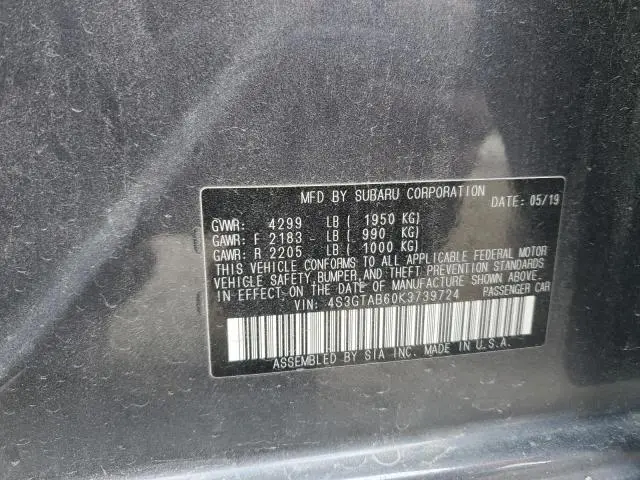 MFD BY SUBARU CORPORATION
DATE: 05/19
GVWR: 4299 LB ( 1950 KG)
GAWR: F 2183 LB ( 990 KG)
GAWR: R 2205 LB ( 1000 KG)
THIS VEHICLE CONFORMS TO ALL APPLICABLE FEDERAL MOTOR
VEHICLE SAFETY, BUMPER, AND THEFT PREVENTION STANDARDS
IN EFFECT ON THE DATE OF MANUFACTURE SHOWN ABOVE.
VIN: 4S3GTAB60K3739724 PASSENGER CAR
ASSEMBLED BY SIA INC. MADE IN U.S.A.